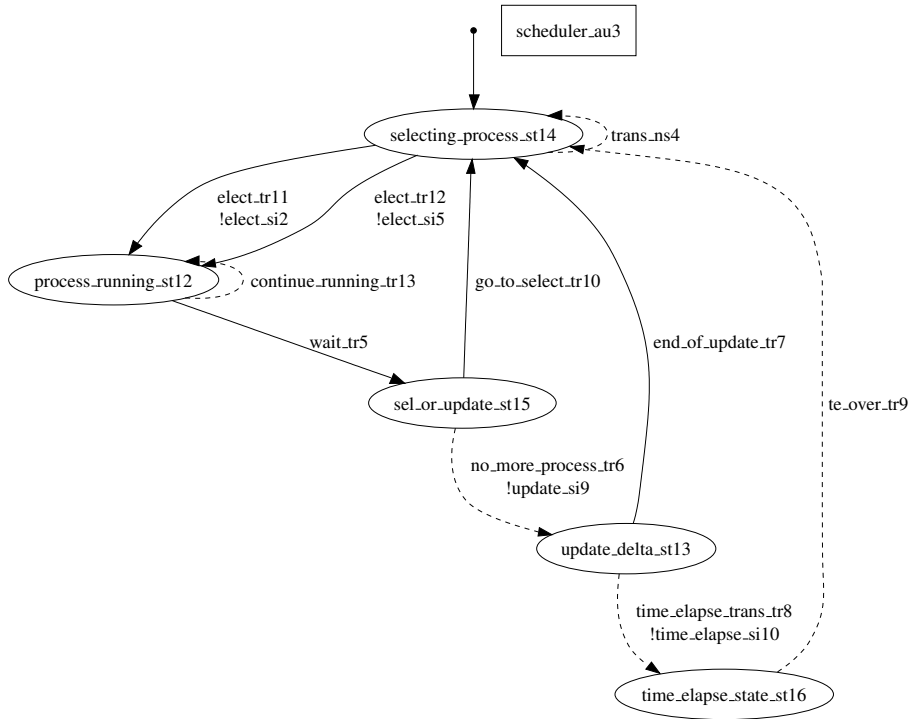 scheduler_au3
selecting_process_st14
trans_ns4
elect_tr11
!elect_si2
elect_tr12
!elect_si5
process_running_st12
continue_running_tr13
go_to_select_tr10
wait_tr5
end_of_update_tr7
sel_or_update_st15
te_over_tr9
no_more_process_tr6
!update_si9
update_delta_st13
time_elapse_trans_tr8
!time_elapse_si10
time_elapse_state_st16